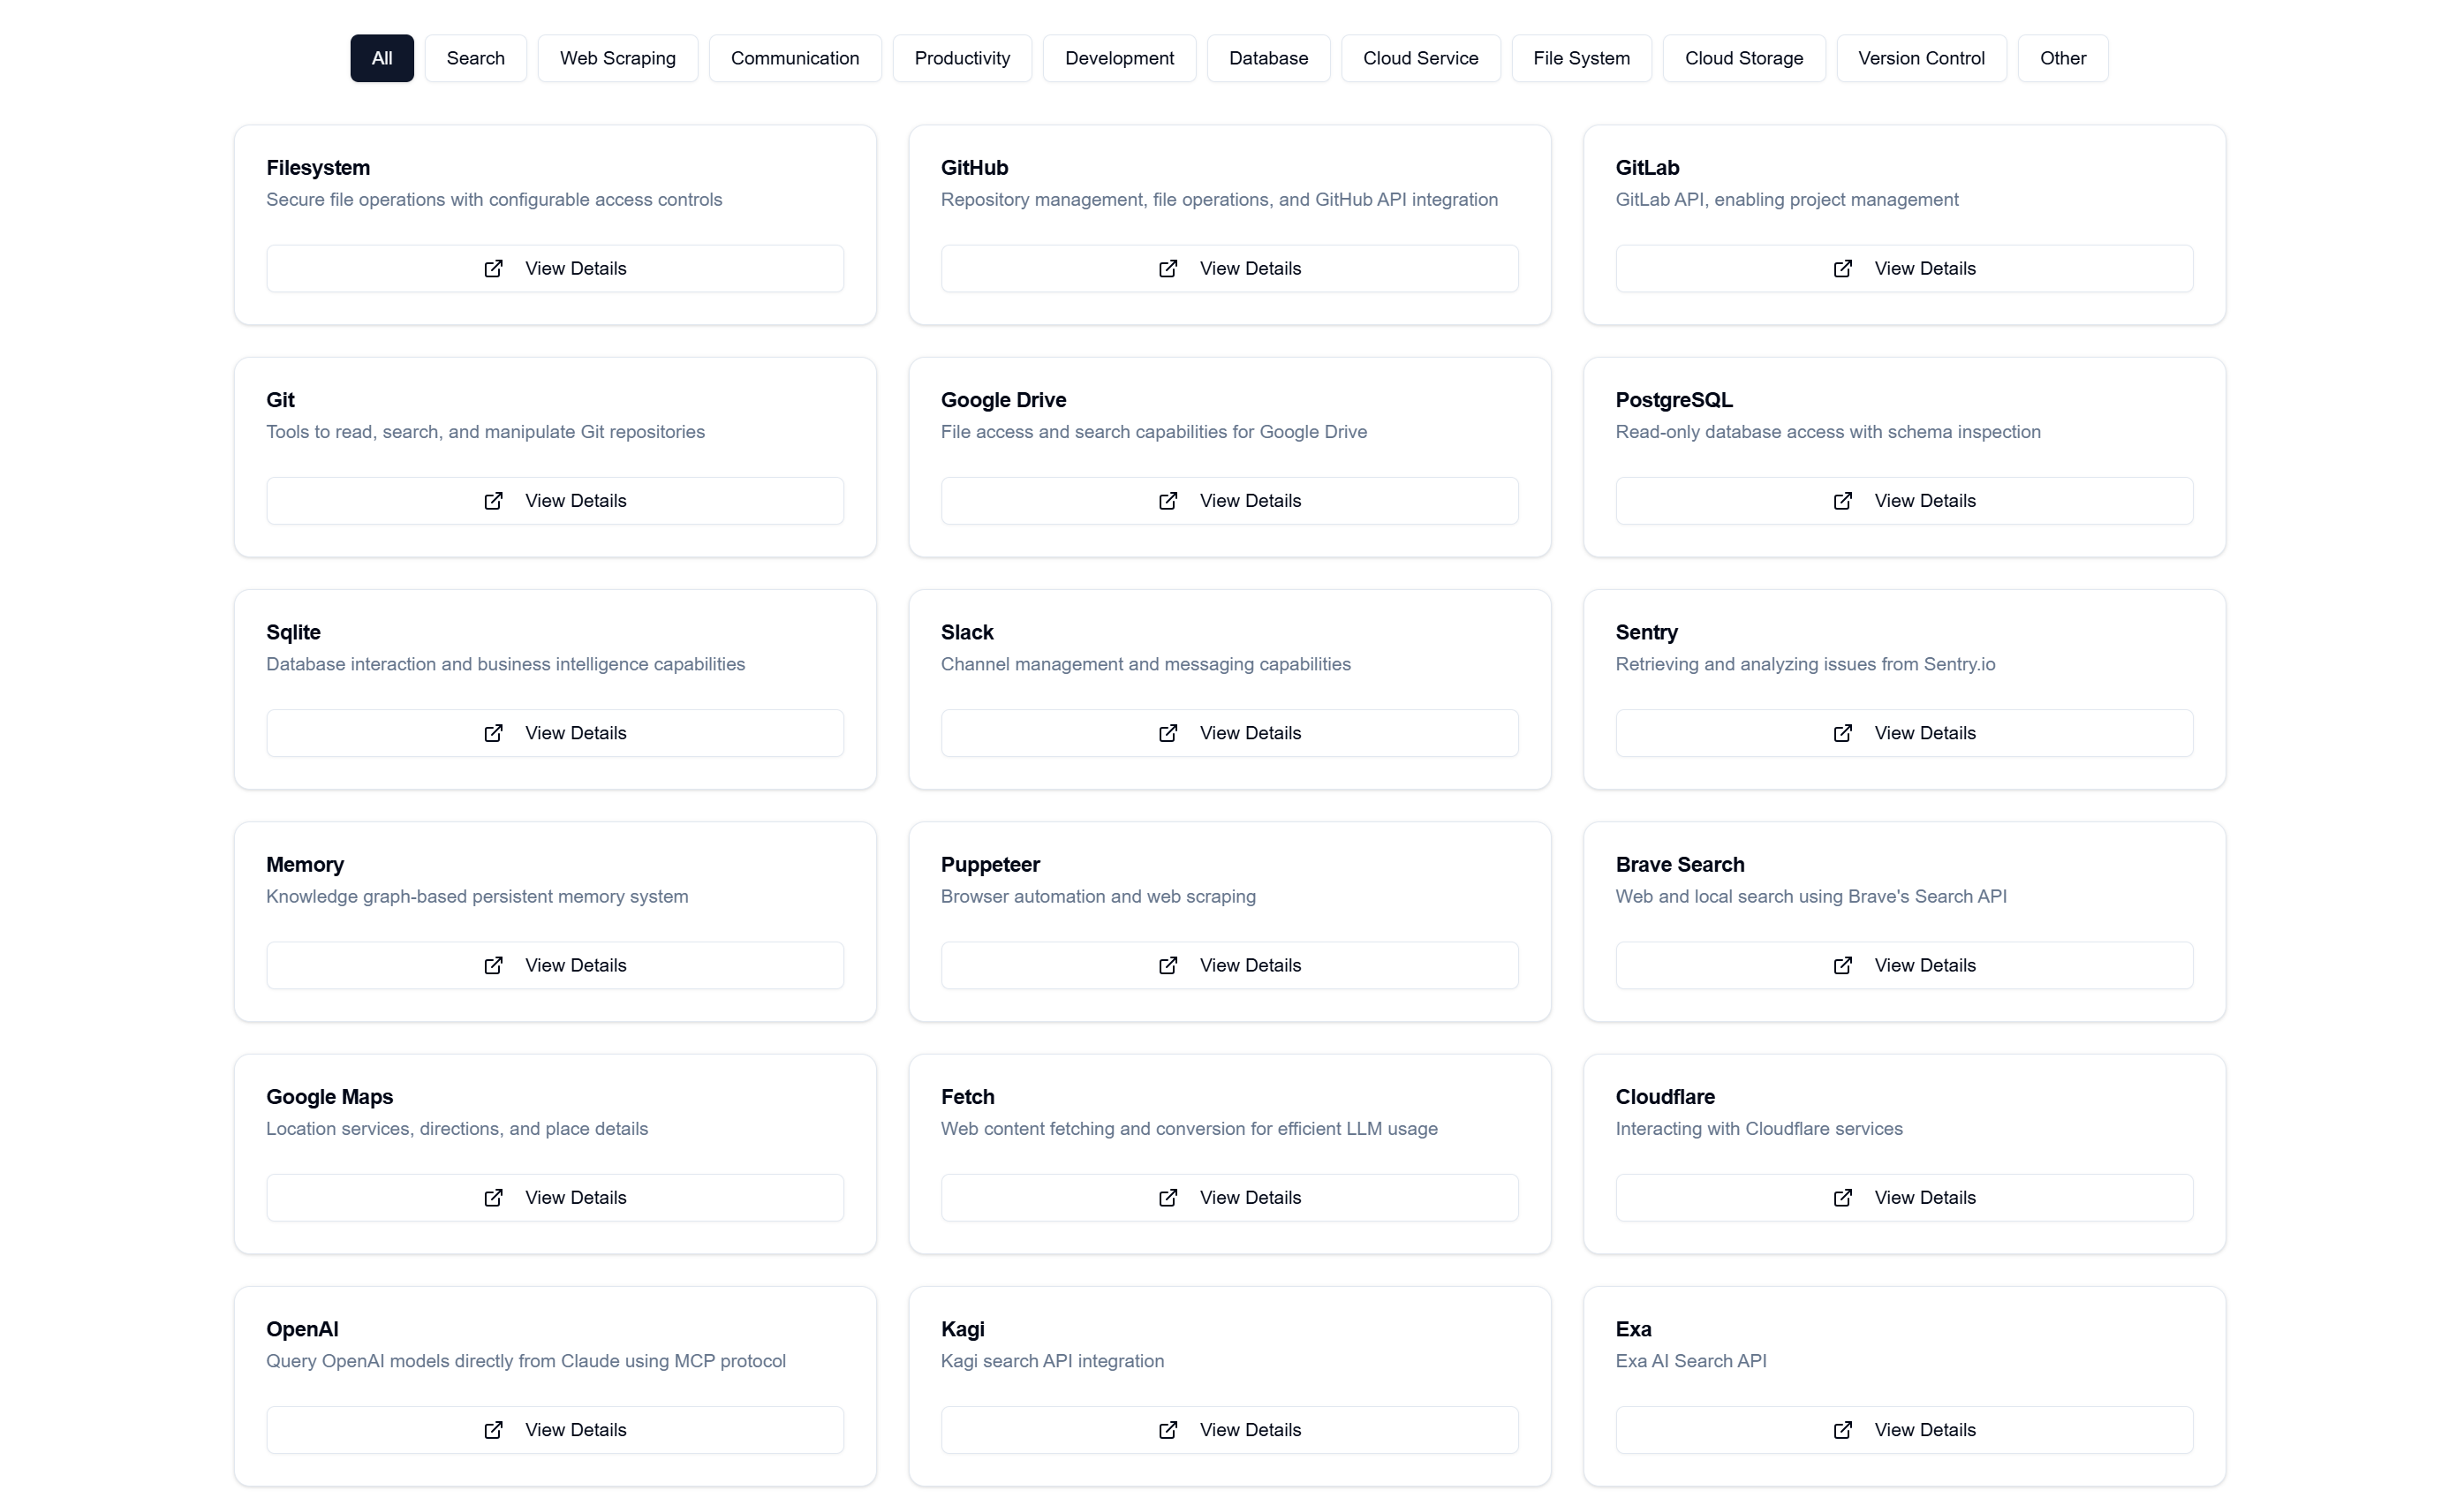 All
Search
Web Scraping
Communication
Productivity
Development
Database
Cloud Service
File System
Cloud Storage
Version Control
Other
Filesystem
Secure file operations with configurable access controls
View Details
GitHub
Repository management, file operations, and GitHub API integration
View Details
GitLab
GitLab API, enabling project management
View Details
Git
Tools to read, search, and manipulate Git repositories
View Details
Google Drive
File access and search capabilities for Google Drive
View Details
PostgreSQL
Read-only database access with schema inspection
View Details
Sqlite
Database interaction and business intelligence capabilities
View Details
Slack
Channel management and messaging capabilities
View Details
Sentry
Retrieving and analyzing issues from Sentry.io
View Details
Memory
Knowledge graph-based persistent memory system
View Details
Puppeteer
Browser automation and web scraping
View Details
Brave Search
Web and local search using Brave's Search API
View Details
Google Maps
Location services, directions, and place details
View Details
Fetch
Web content fetching and conversion for efficient LLM usage
View Details
Cloudflare
Interacting with Cloudflare services
View Details
OpenAI
Query OpenAI models directly from Claude using MCP protocol
View Details
Kagi
Kagi search API integration
View Details
Exa
Exa AI Search API
View Details